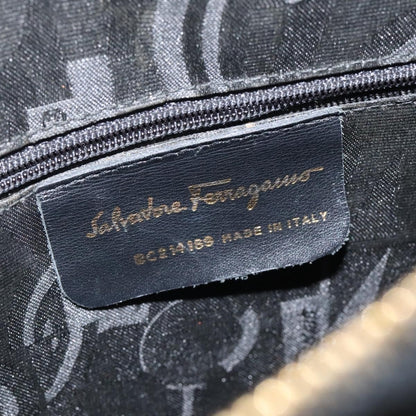 Salvatore Ferragamo
BC214188 MADE IN ITALY